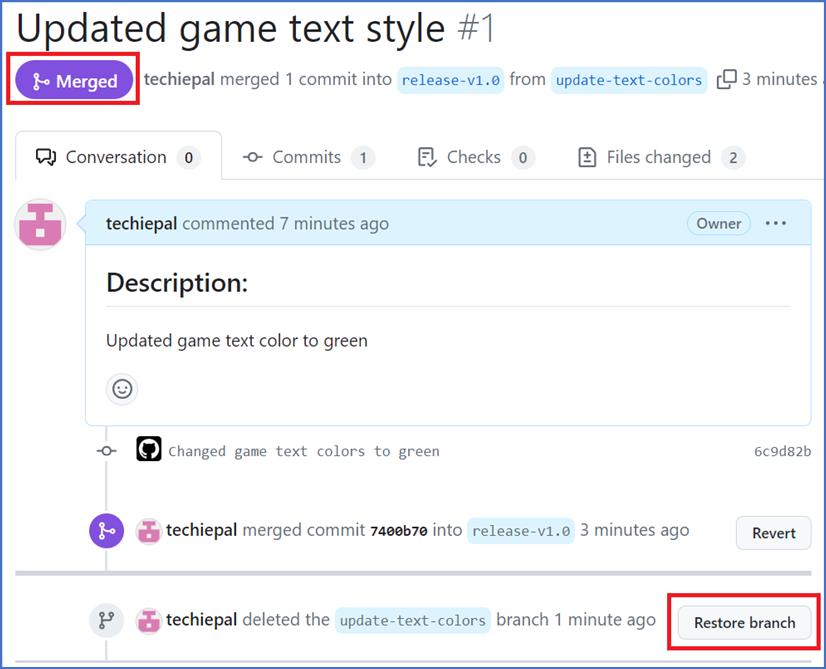 Updated game text style #1
Merged techiepal merged 1 commit into release-v1.0 from update-text-colors 3 minutes
Conversation 0 Commits 1 Checks 0 Files changed 2
techiepal commented 7 minutes ago Owner ...
Description:
Updated game text color to green
Changed game text colors to green 6c9d82b
techiepal merged commit 7400b70 into release-v1.0 3 minutes ago Revert
techiepal deleted the update-text-colors branch 1 minute ago Restore branch